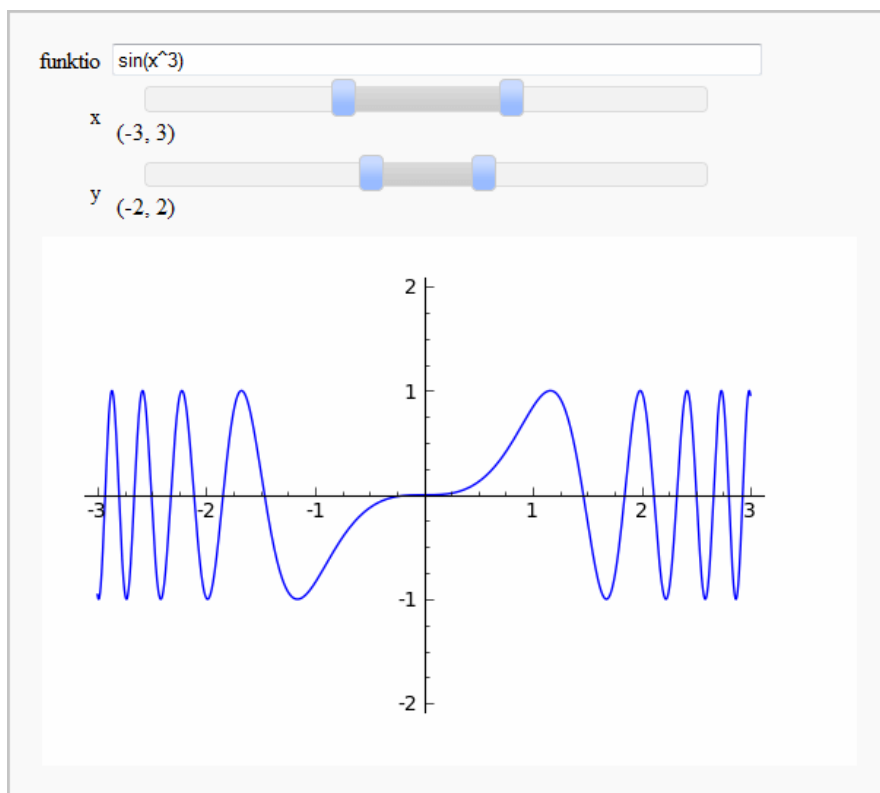 funktio sin(x^3)
x
(-3, 3)
y
(-2, 2)
2
1
-3 -2 -1 1 2 3
-1
-2